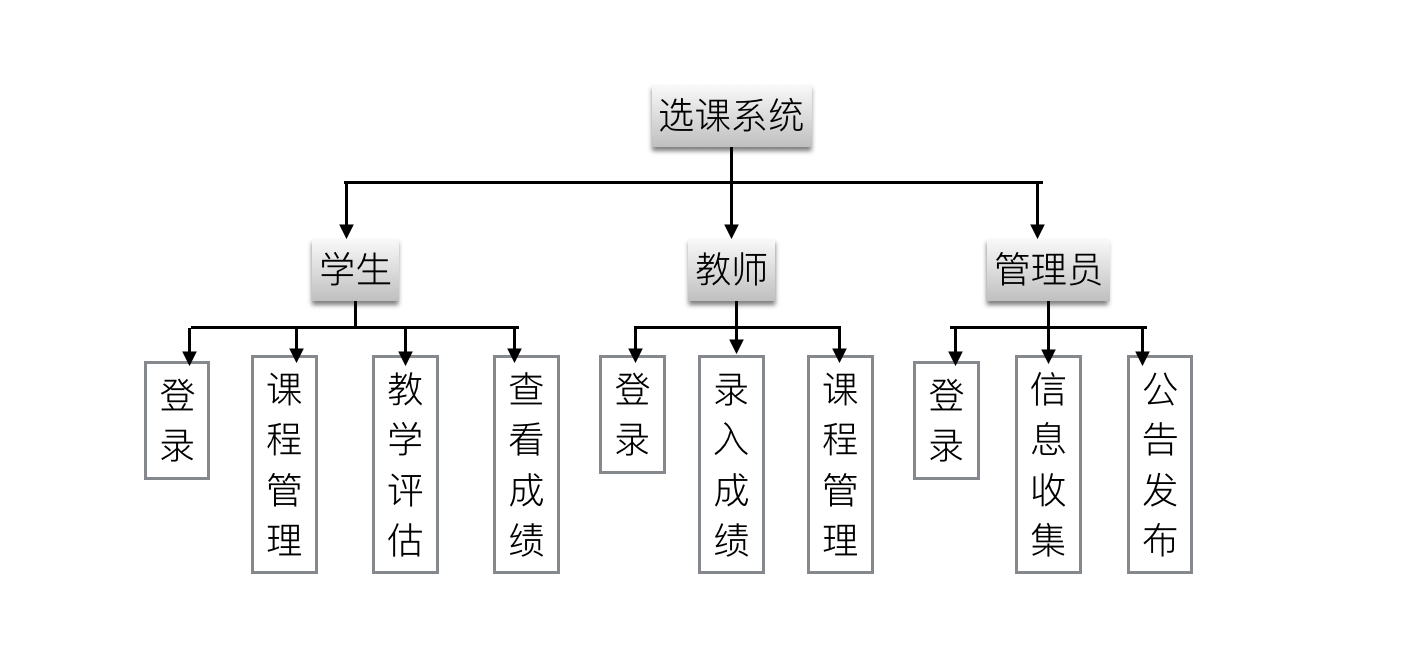 选课系统
学生
教师
管理员
登录
课程管理
教学评估
查看成绩
登录
录入成绩
课程管理
登录
信息收集
公告发布